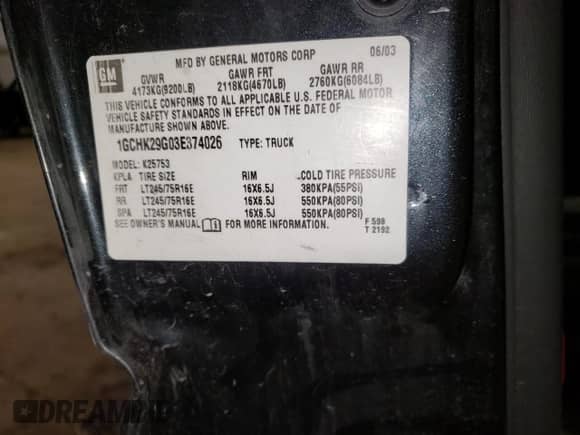 GM
MFD BY GENERAL MOTORS CORP 06/03
GVWR GAWR FRT GAWR RR
4173KG(9200LB) 2118KG(4670LB) 2760KG(6084LB)
THIS VEHICLE CONFORMS TO ALL APPLICABLE U.S. FEDERAL MOTOR
VEHICLE SAFETY STANDARDS IN EFFECT ON THE DATE OF
MANUFACTURE SHOWN ABOVE.
1GCHK29G03E374026 TYPE: TRUCK
MODEL: K25753
KPLA TIRE SIZE RIM COLD TIRE PRESSURE
FRT LT245/75R16E 16X6.5J 380KPA(55PSI)
RR LT245/75R16E 16X6.5J 550KPA(80PSI)
SPA LT245/75R16E 16X6.5J 550KPA(80PSI)
SEE OWNER'S MANUAL FOR MORE INFORMATION.
F 598
T 2192
DREAMBID.COM